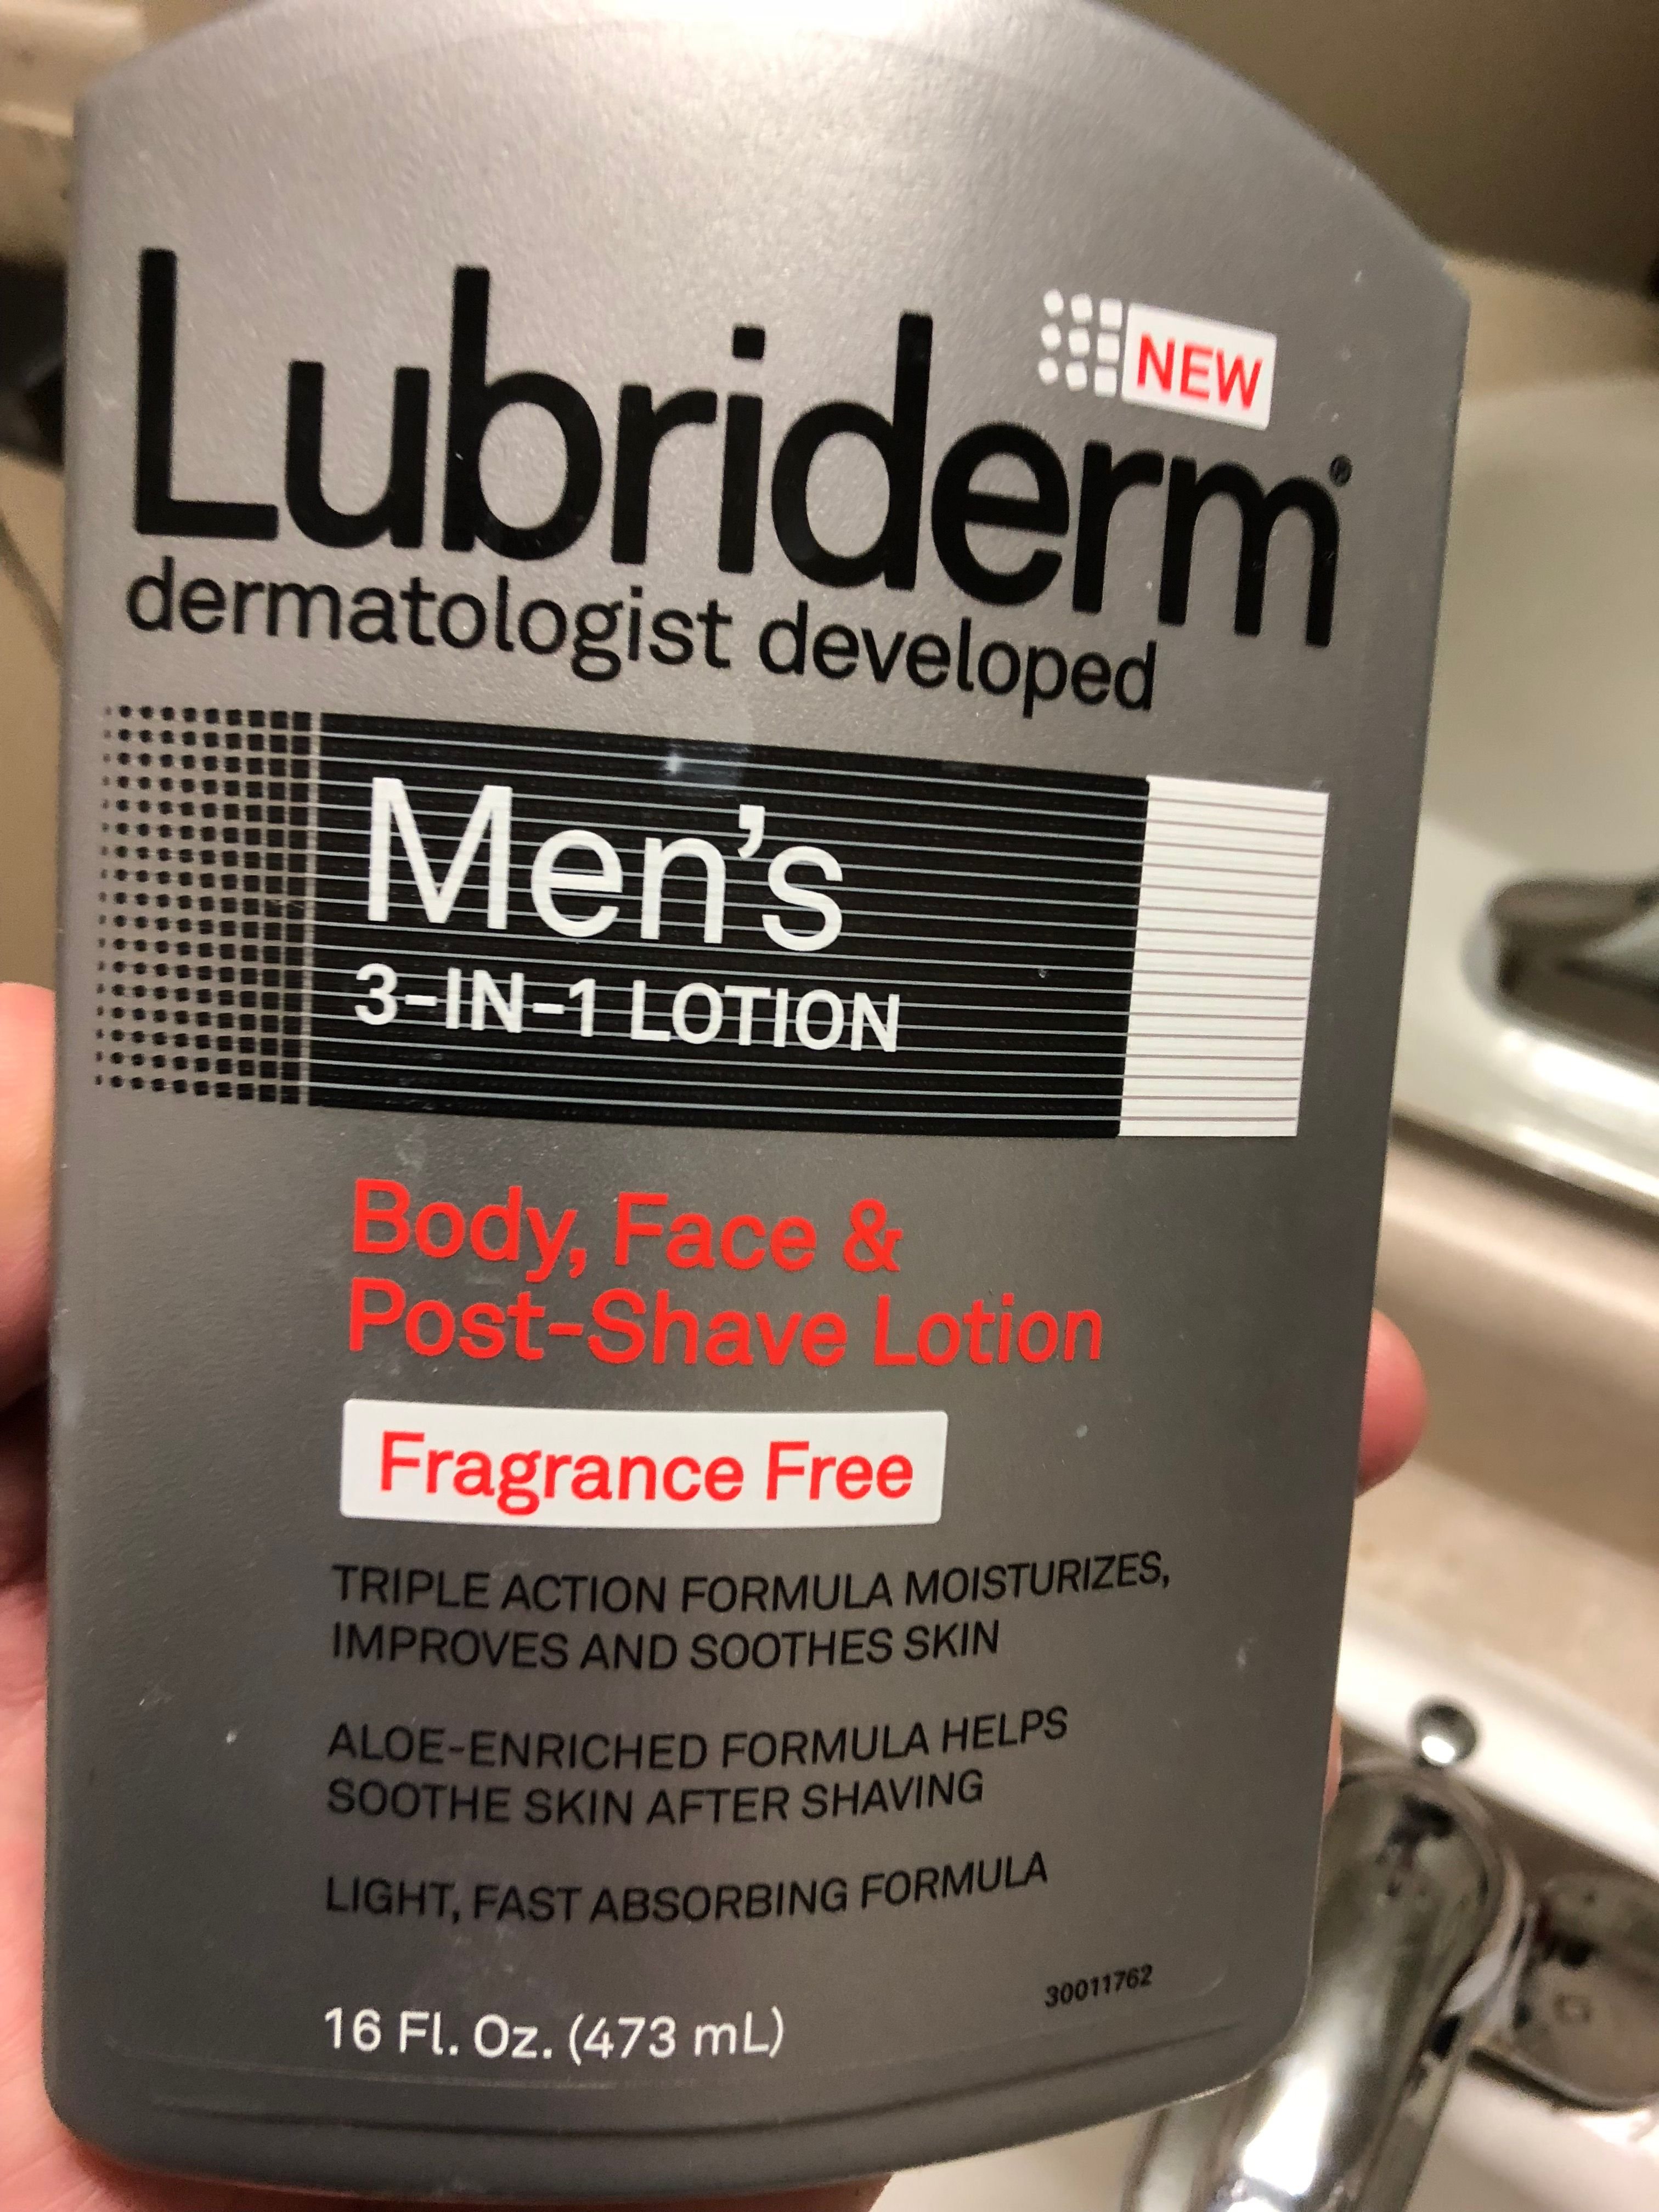 NEW
Lubriderm®
dermatologist developed
Men's
3-IN-1 LOTION
Body, Face &
Post-Shave Lotion
Fragrance Free
TRIPLE ACTION FORMULA MOISTURIZES,
IMPROVES AND SOOTHES SKIN
ALOE-ENRICHED FORMULA HELPS
SOOTHE SKIN AFTER SHAVING
LIGHT, FAST ABSORBING FORMULA
30011762
16 Fl. Oz. (473 mL)